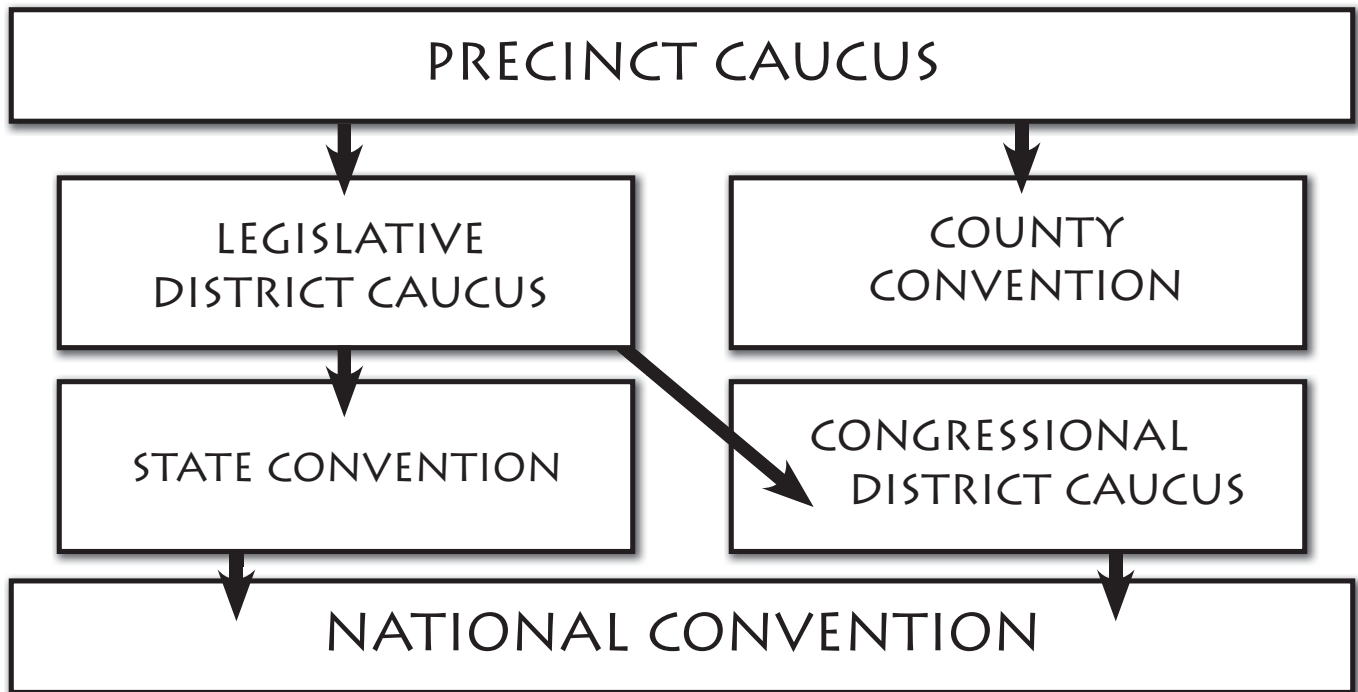 PRECINCT CAUCUS
LEGISLATIVE
DISTRICT CAUCUS
COUNTY
CONVENTION
STATE CONVENTION
CONGRESSIONAL
DISTRICT CAUCUS
NATIONAL CONVENTION